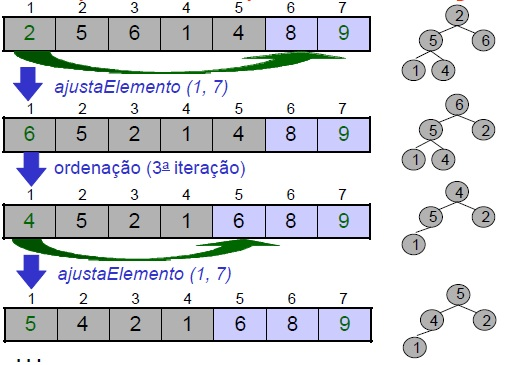 1 2 3 4 5 6 7
2 5 6 1 4 8 9
2
5 6
1 4
ajustaElemento (1, 7)
1 2 3 4 5 6 7
6 5 2 1 4 8 9
6
5 2
1 4
ordenação (3ª iteração)
1 2 3 4 5 6 7
4 5 2 1 6 8 9
4
5 2
1
ajustaElemento (1, 7)
1 2 3 4 5 6 7
5 4 2 1 6 8 9
5
4 2
1
...